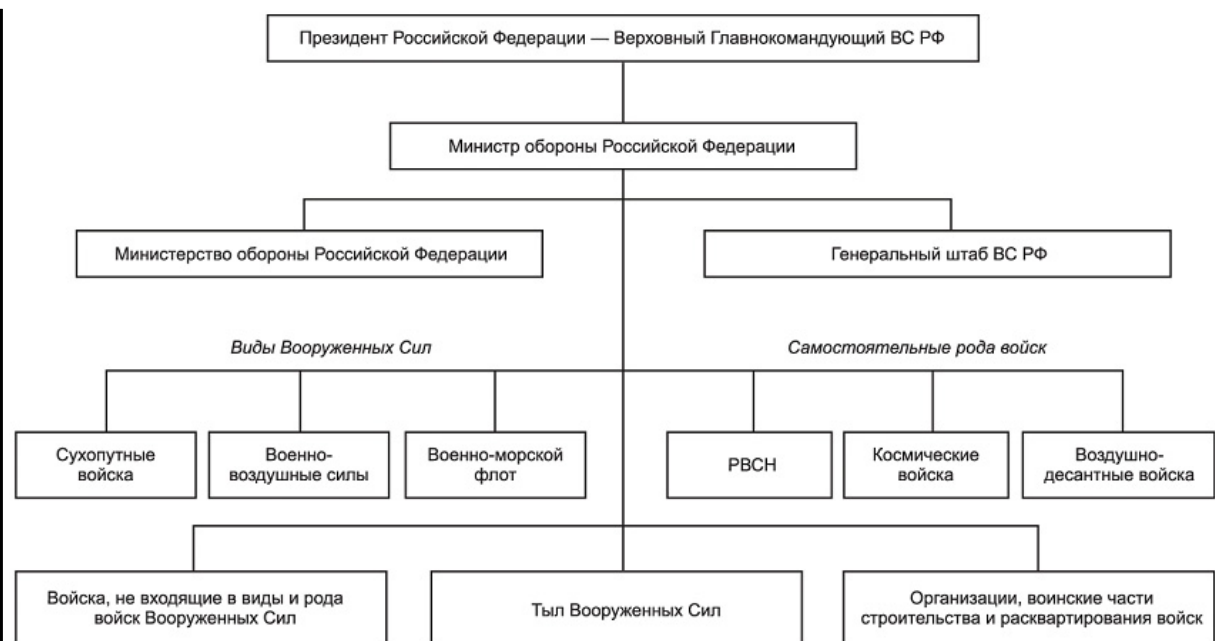 Президент Российской Федерации — Верховный Главнокомандующий ВС РФ
Министр обороны Российской Федерации
Министерство обороны Российской Федерации
Генеральный штаб ВС РФ
Виды Вооруженных Сил
Самостоятельные рода войск
Сухопутные
войска
Военно-
воздушные силы
Военно-морской
флот
РВСН
Космические
войска
Воздушно-
десантные войска
Войска, не входящие в виды и рода
войск Вооруженных Сил
Тыл Вооруженных Сил
Организации, воинские части
строительства и расквартирования войск